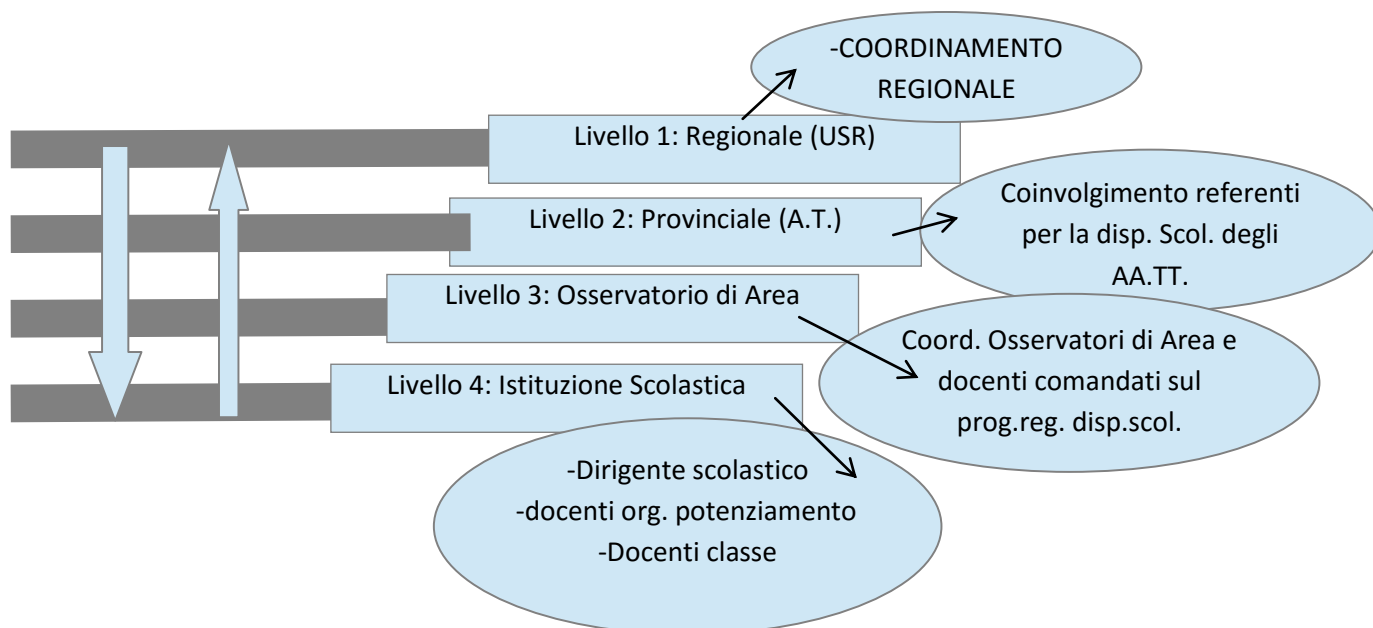 -COORDINAMENTO
REGIONALE
Livello 1: Regionale (USR)
Livello 2: Provinciale (A.T.)
Coinvolgimento referenti
per la disp. Scol. degli
AA.TT.
Livello 3: Osservatorio di Area
Coord. Osservatori di Area e
docenti comandati sul
prog.reg. disp.scol.
Livello 4: Istituzione Scolastica
-Dirigente scolastico
-docenti org. potenziamento
-Docenti classe